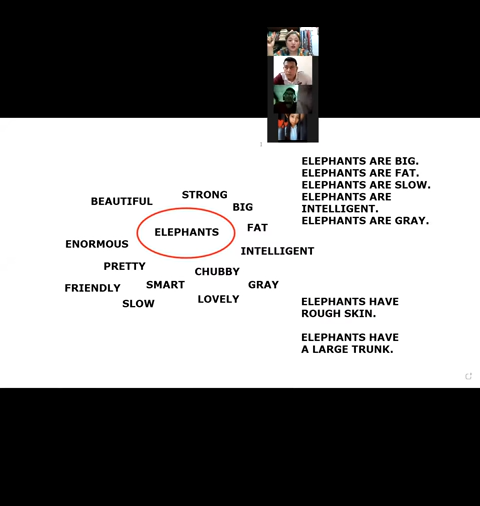 STRONG
BEAUTIFUL
BIG
ELEPHANTS
FAT
ENORMOUS
INTELLIGENT
PRETTY
CHUBBY
FRIENDLY
SMART
GRAY
SLOW
LOVELY
ELEPHANTS ARE BIG.
ELEPHANTS ARE FAT.
ELEPHANTS ARE SLOW.
ELEPHANTS ARE
INTELLIGENT.
ELEPHANTS ARE GRAY.
ELEPHANTS HAVE
ROUGH SKIN.
ELEPHANTS HAVE
A LARGE TRUNK.